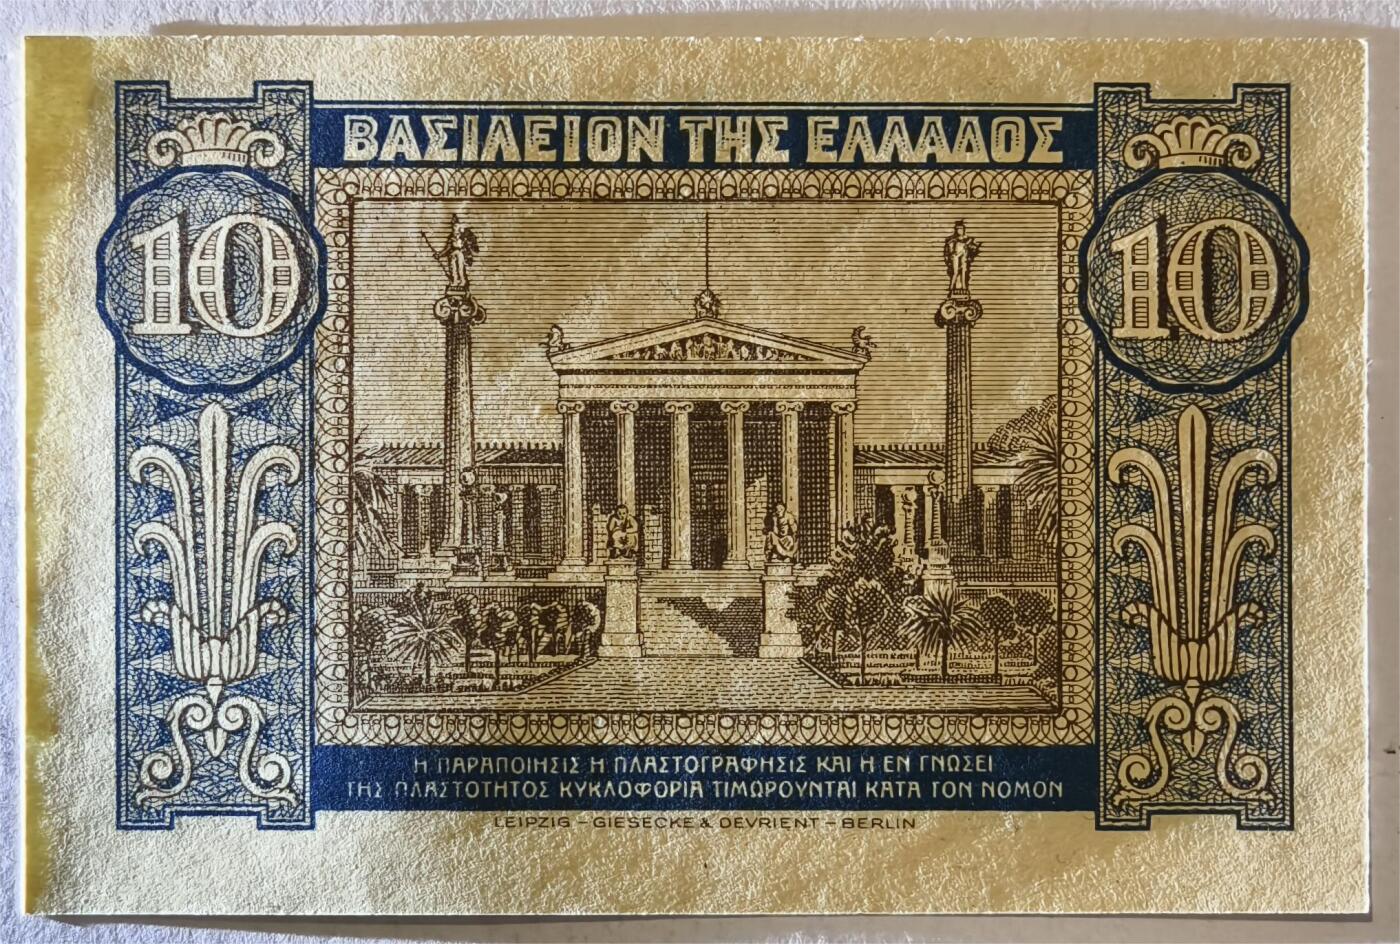 ΒΑΣΙΛΕΙΟΝ ΤΗΣ ΕΛΛΑΔΟΣ
10 10
Η ΠΑΡΑΠΟΙΗΣΙΣ Η ΠΛΑΣΤΟΓΡΑΦΗΣΙΣ ΚΑΙ Η ΕΝ ΓΝΩΣΕΙ
ΤΗΣ ΠΛΑΣΤΟΤΗΤΟΣ ΚΥΚΛΟΦΟΡΙΑ ΤΙΜΩΡΟΥΝΤΑΙ ΚΑΤΑ ΤΟΝ ΝΟΜΟΝ
LEIPZIG – GIESECKE & DEVRIENT – BERLIN